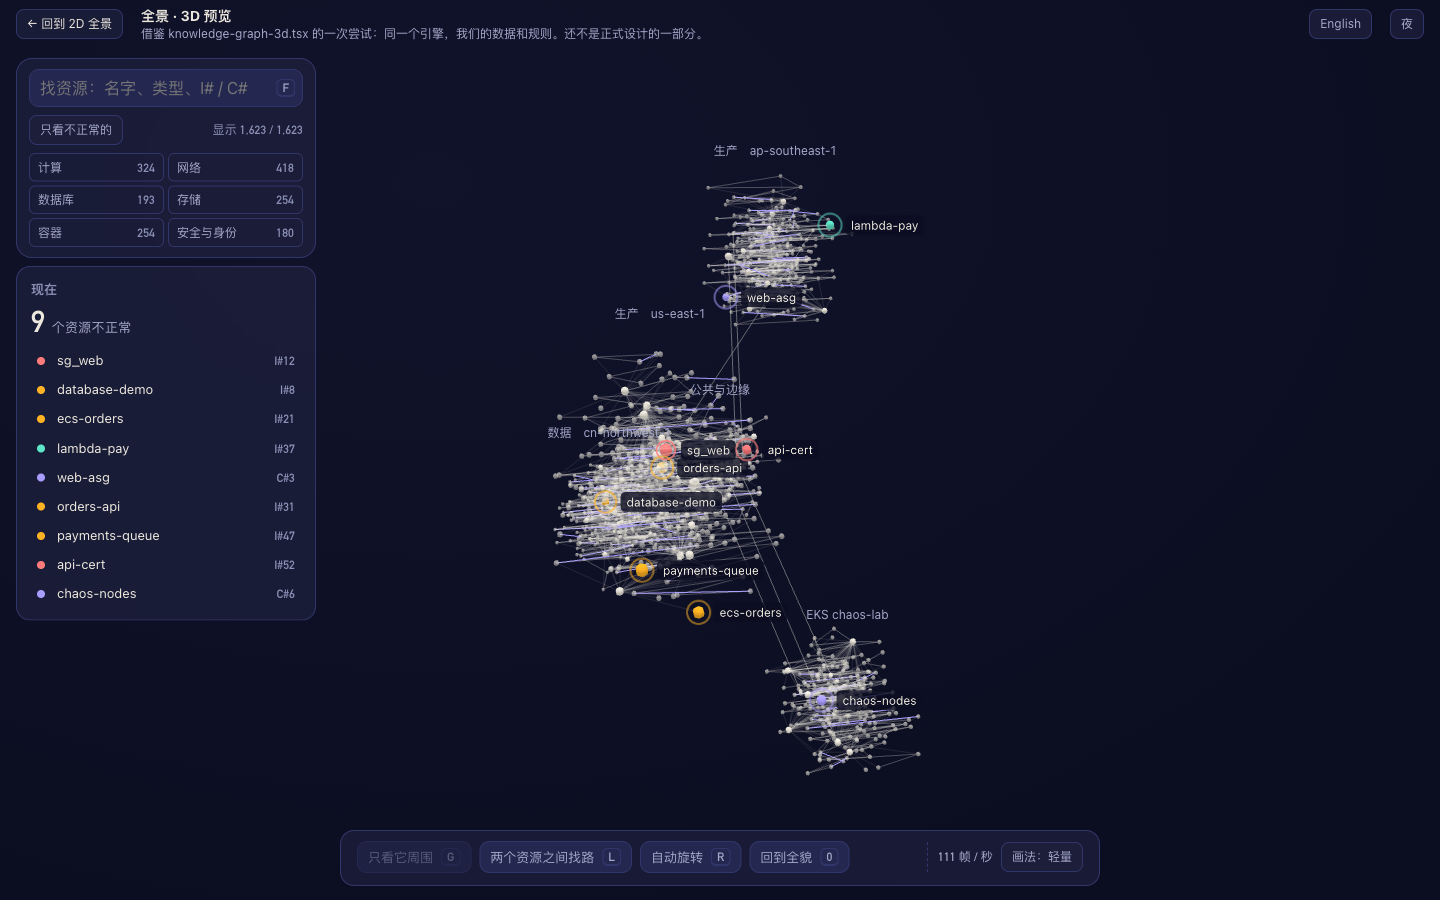 ← 回到 2D 全景
全景 · 3D 预览
借鉴 knowledge-graph-3d.tsx 的一次尝试：同一个引擎，我们的数据和规则。还不是正式设计的一部分。
English
夜
找资源：名字、类型、I# / C#
F
只看不正常的
显示 1,623 / 1,623
计算 324
网络 418
数据库 193
存储 254
容器 254
安全与身份 180
现在
9 个资源不正常
sg_web I#12
database-demo I#8
ecs-orders I#21
lambda-pay I#37
web-asg C#3
orders-api I#31
payments-queue I#47
api-cert I#52
chaos-nodes C#6
生产 ap-southeast-1
lambda-pay
web-asg
生产 us-east-1
公共与边缘
数据 cn-northwest
sg_web
api-cert
orders-api
database-demo
payments-queue
ecs-orders
EKS chaos-lab
chaos-nodes
只看它周围 G
两个资源之间找路 L
自动旋转 R
回到全貌 0
111 帧 / 秒
画法：轻量